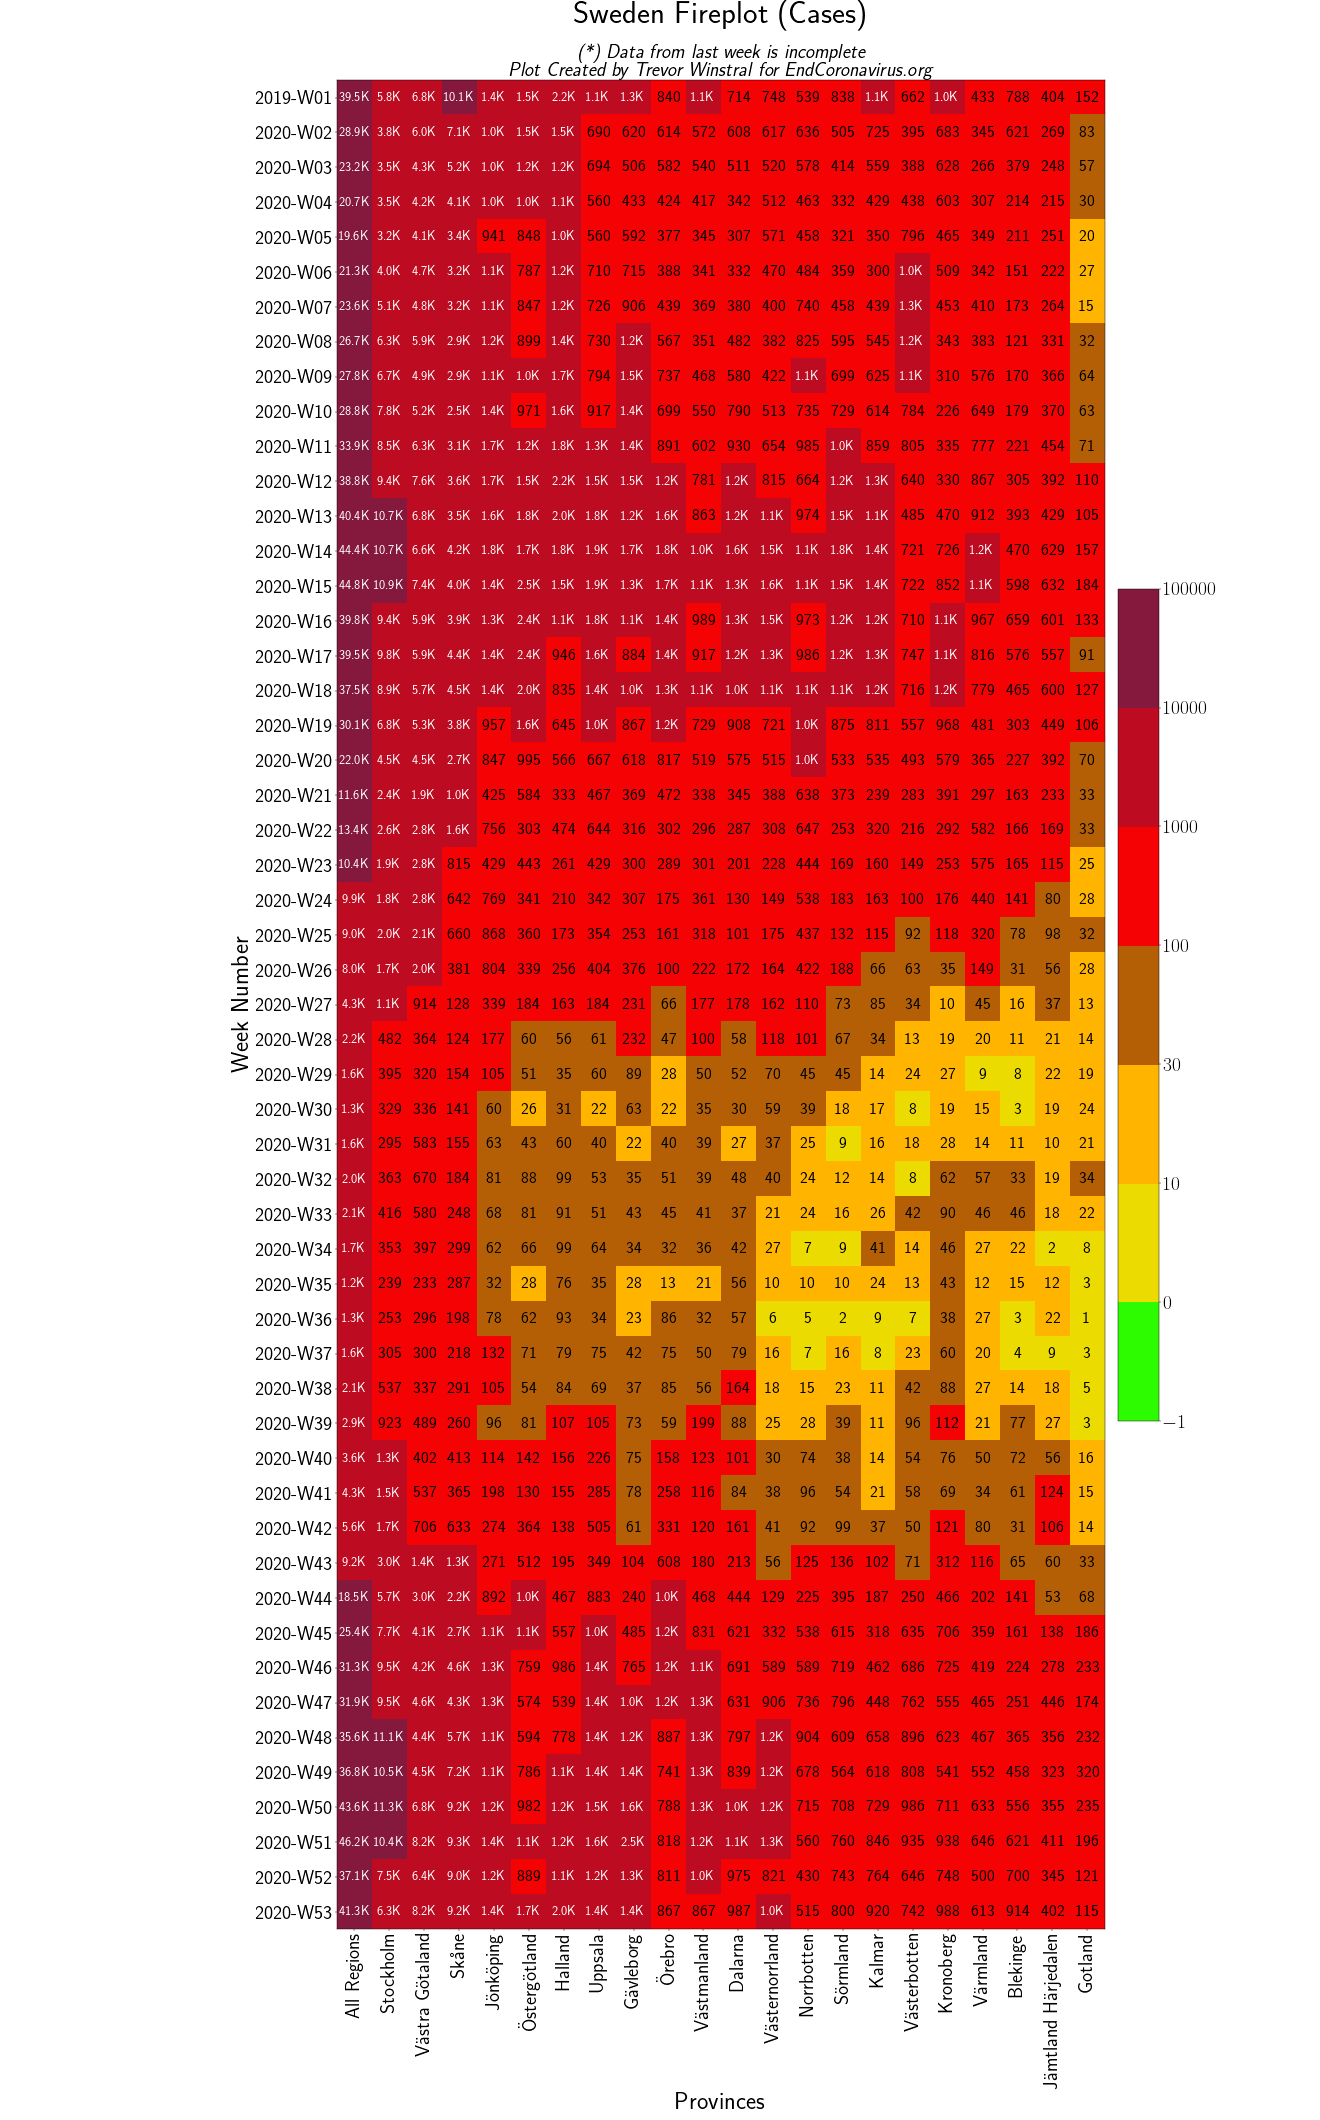 Sweden Fireplot (Cases)
(*) Data from last week is incomplete
Plot Created by Trevor Winstral for EndCoronavirus.org
2019-W01 39.5K 5.8K 6.8K 10.1K 1.4K 1.5K 2.2K 1.1K 1.3K 840 1.1K 714 748 539 838 1.1K 662 1.0K 433 788 404 152
2020-W02 28.9K 3.8K 6.0K 7.1K 1.0K 1.5K 1.5K 690 620 614 572 608 617 636 505 725 395 683 345 621 269 83
2020-W03 23.2K 3.5K 4.3K 5.2K 1.0K 1.2K 1.2K 694 506 582 540 511 520 578 414 559 388 628 266 379 248 57
2020-W04 20.7K 3.5K 4.2K 4.1K 1.0K 1.0K 1.1K 560 433 424 417 342 512 463 332 429 438 603 307 214 215 30
2020-W05 19.6K 3.2K 4.1K 3.4K 941 848 1.0K 560 592 377 345 307 571 458 321 350 796 465 349 211 251 20
2020-W06 21.3K 4.0K 4.7K 3.2K 1.1K 787 1.2K 710 715 388 341 332 470 484 359 300 1.0K 509 342 151 222 27
2020-W07 23.6K 5.1K 4.8K 3.2K 1.1K 847 1.2K 726 906 439 369 380 400 740 458 439 1.3K 453 410 173 264 15
2020-W08 26.7K 6.3K 5.9K 2.9K 1.2K 899 1.4K 730 1.2K 567 351 482 382 825 595 545 1.2K 343 383 121 331 32
2020-W09 27.8K 6.7K 4.9K 2.9K 1.1K 1.0K 1.7K 794 1.5K 737 468 580 422 1.1K 699 625 1.1K 310 576 170 366 64
2020-W10 28.8K 7.8K 5.2K 2.5K 1.4K 971 1.6K 917 1.4K 699 550 790 513 735 729 614 784 226 649 179 370 63
2020-W11 33.9K 8.5K 6.3K 3.1K 1.7K 1.2K 1.8K 1.3K 1.4K 891 602 930 654 985 1.0K 859 805 335 777 221 454 71
2020-W12 38.8K 9.4K 7.6K 3.6K 1.7K 1.5K 2.2K 1.5K 1.5K 1.2K 781 1.2K 815 664 1.2K 1.3K 640 330 867 305 392 110
2020-W13 40.4K 10.7K 6.8K 3.5K 1.6K 1.8K 2.0K 1.8K 1.2K 1.6K 863 1.2K 1.1K 974 1.5K 1.1K 485 470 912 393 429 105
2020-W14 44.4K 10.7K 6.6K 4.2K 1.8K 1.7K 1.8K 1.9K 1.7K 1.8K 1.0K 1.6K 1.5K 1.1K 1.8K 1.4K 721 726 1.2K 470 629 157
2020-W15 44.8K 10.9K 7.4K 4.0K 1.4K 2.5K 1.5K 1.9K 1.3K 1.7K 1.1K 1.3K 1.6K 1.1K 1.5K 1.4K 722 852 1.1K 598 632 184
2020-W16 39.8K 9.4K 5.9K 3.9K 1.3K 2.4K 1.1K 1.8K 1.1K 1.4K 989 1.3K 1.5K 973 1.2K 1.2K 710 1.1K 967 659 601 133
2020-W17 39.5K 9.8K 5.9K 4.4K 1.4K 2.4K 946 1.6K 884 1.4K 917 1.2K 1.3K 986 1.2K 1.3K 747 1.1K 816 576 557 91
2020-W18 37.5K 8.9K 5.7K 4.5K 1.4K 2.0K 835 1.4K 1.0K 1.3K 1.1K 1.0K 1.1K 1.1K 1.1K 1.2K 716 1.2K 779 465 600 127
2020-W19 30.1K 6.8K 5.3K 3.8K 957 1.6K 645 1.0K 867 1.2K 729 908 721 1.0K 875 811 557 968 481 303 449 106
2020-W20 22.0K 4.5K 4.5K 2.7K 847 995 566 667 618 817 519 575 515 1.0K 533 535 493 579 365 227 392 70
2020-W21 11.6K 2.4K 1.9K 1.0K 425 584 333 467 369 472 338 345 388 638 373 239 283 391 297 163 233 33
2020-W22 13.4K 2.6K 2.8K 1.6K 756 303 474 644 316 302 296 287 308 647 253 320 216 292 582 166 169 33
2020-W23 10.4K 1.9K 2.8K 815 429 443 261 429 300 289 301 201 228 444 169 160 149 253 575 165 115 25
2020-W24 9.9K 1.8K 2.8K 642 769 341 210 342 307 175 361 130 149 538 183 163 100 176 440 141 80 28
2020-W25 9.0K 2.0K 2.1K 660 868 360 173 354 253 161 318 101 175 437 132 115 92 118 320 78 98 32
2020-W26 8.0K 1.7K 2.0K 381 804 339 256 404 376 100 222 172 164 422 188 66 63 35 149 31 56 28
2020-W27 4.3K 1.1K 914 128 339 184 163 184 231 66 177 178 162 110 73 85 34 10 45 16 37 13
2020-W28 2.2K 482 364 124 177 60 56 61 232 47 100 58 118 101 67 34 13 19 20 11 21 14
2020-W29 1.6K 395 320 154 105 51 35 60 89 28 50 52 70 45 45 14 24 27 9 8 22 19
2020-W30 1.3K 329 336 141 60 26 31 22 63 22 35 30 59 39 18 17 8 19 15 3 19 24
2020-W31 1.6K 295 583 155 63 43 60 40 22 40 39 27 37 25 9 16 18 28 14 11 10 21
2020-W32 2.0K 363 670 184 81 88 99 53 35 51 39 48 40 24 12 14 8 62 57 33 19 34
2020-W33 2.1K 416 580 248 68 81 91 51 43 45 41 37 21 24 16 26 42 90 46 46 18 22
2020-W34 1.7K 353 397 299 62 66 99 64 34 32 36 42 27 7 9 41 14 46 27 22 2 8
2020-W35 1.2K 239 233 287 32 28 76 35 28 13 21 56 10 10 10 24 13 43 12 15 12 3
2020-W36 1.3K 253 296 198 78 62 93 34 23 86 32 57 6 5 2 9 7 38 27 3 22 1
2020-W37 1.6K 305 300 218 132 71 79 75 42 75 50 79 16 7 16 8 23 60 20 4 9 3
2020-W38 2.1K 537 337 291 105 54 84 69 37 85 56 164 18 15 23 11 42 88 27 14 18 5
2020-W39 2.9K 923 489 260 96 81 107 105 73 59 199 88 25 28 39 11 96 112 21 77 27 3
2020-W40 3.6K 1.3K 402 413 114 142 156 226 75 158 123 101 30 74 38 14 54 76 50 72 56 16
2020-W41 4.3K 1.5K 537 365 198 130 155 285 78 258 116 84 38 96 54 21 58 69 34 61 124 15
2020-W42 5.6K 1.7K 706 633 274 364 138 505 61 331 120 161 41 92 99 37 50 121 80 31 106 14
2020-W43 9.2K 3.0K 1.4K 1.3K 271 512 195 349 104 608 180 213 56 125 136 102 71 312 116 65 60 33
2020-W44 18.5K 5.7K 3.0K 2.2K 892 1.0K 467 883 240 1.0K 468 444 129 225 395 187 250 466 202 141 53 68
2020-W45 25.4K 7.7K 4.1K 2.7K 1.1K 1.1K 557 1.0K 485 1.2K 831 621 332 538 615 318 635 706 359 161 138 186
2020-W46 31.3K 9.5K 4.2K 4.6K 1.3K 759 986 1.4K 765 1.2K 1.1K 691 589 589 719 462 686 725 419 224 278 233
2020-W47 31.9K 9.5K 4.6K 4.3K 1.3K 574 539 1.4K 1.0K 1.2K 1.3K 631 906 736 796 448 762 555 465 251 446 174
2020-W48 35.6K 11.1K 4.4K 5.7K 1.1K 594 778 1.4K 1.2K 887 1.3K 797 1.2K 904 609 658 896 623 467 365 356 232
2020-W49 36.8K 10.5K 4.5K 7.2K 1.1K 786 1.1K 1.4K 1.4K 741 1.3K 839 1.2K 678 564 618 808 541 552 458 323 320
2020-W50 43.6K 11.3K 6.8K 9.2K 1.2K 982 1.2K 1.5K 1.6K 788 1.3K 1.0K 1.2K 715 708 729 986 711 633 556 355 235
2020-W51 46.2K 10.4K 8.2K 9.3K 1.4K 1.1K 1.2K 1.6K 2.5K 818 1.2K 1.1K 1.3K 560 760 846 935 938 646 621 411 196
2020-W52 37.1K 7.5K 6.4K 9.0K 1.2K 889 1.1K 1.2K 1.3K 811 1.0K 975 821 430 743 764 646 748 500 700 345 121
2020-W53 41.3K 6.3K 8.2K 9.2K 1.4K 1.7K 2.0K 1.4K 1.4K 867 867 987 1.0K 515 800 920 742 988 613 914 402 115
Week Number
All Regions
Stockholm
Västra Götaland
Skåne
Jönköping
Östergötland
Halland
Uppsala
Gävleborg
Örebro
Västmanland
Dalarna
Västernorrland
Norrbotten
Sörmland
Kalmar
Västerbotten
Kronoberg
Värmland
Blekinge
Jämtland Härjedalen
Gotland
Provinces
100000
10000
1000
100
30
10
0
−1